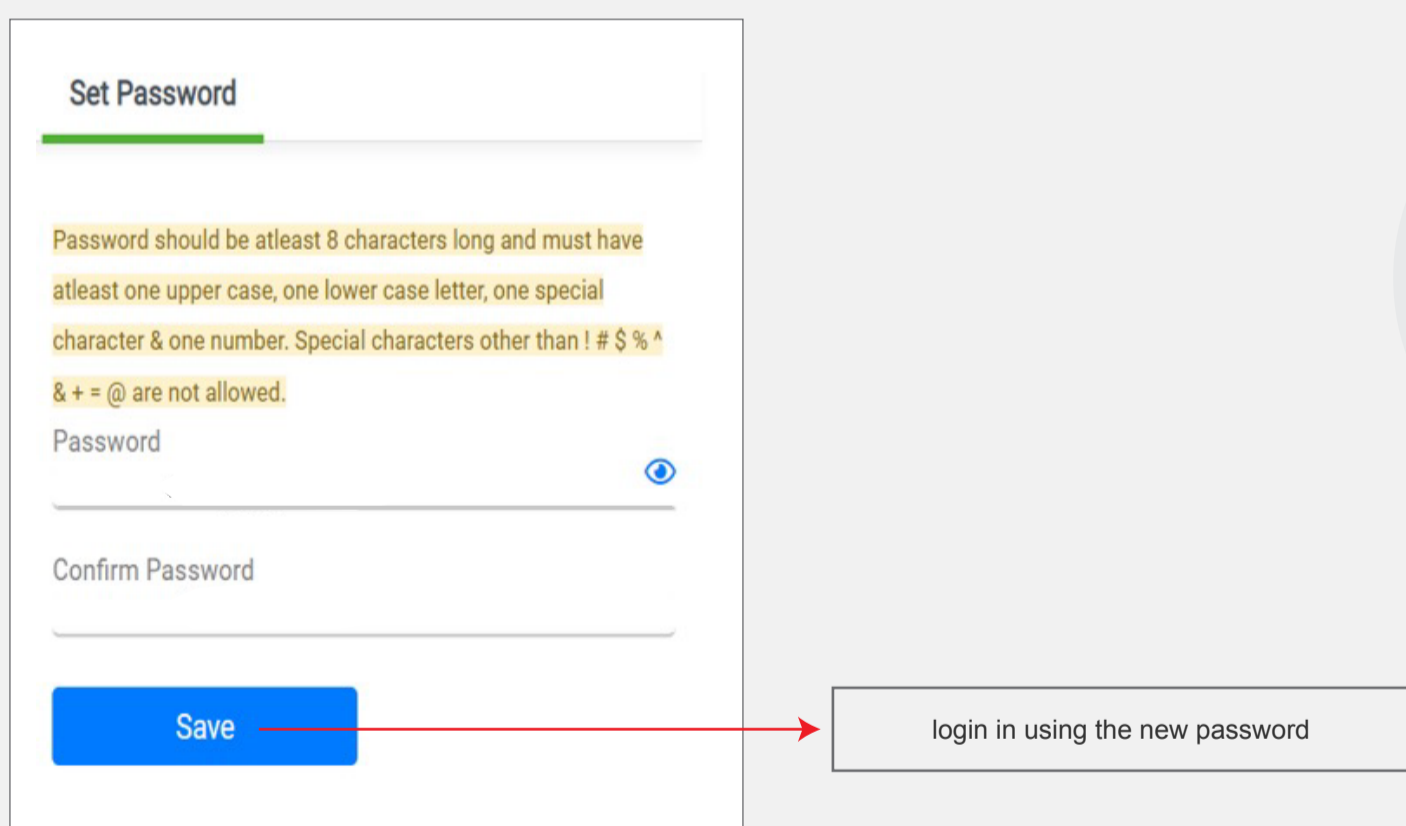 Set Password
Password should be atleast 8 characters long and must have
atleast one upper case, one lower case letter, one special
character & one number. Special characters other than ! # $ % ^
& + = @ are not allowed.
Password
Confirm Password
Save
login in using the new password